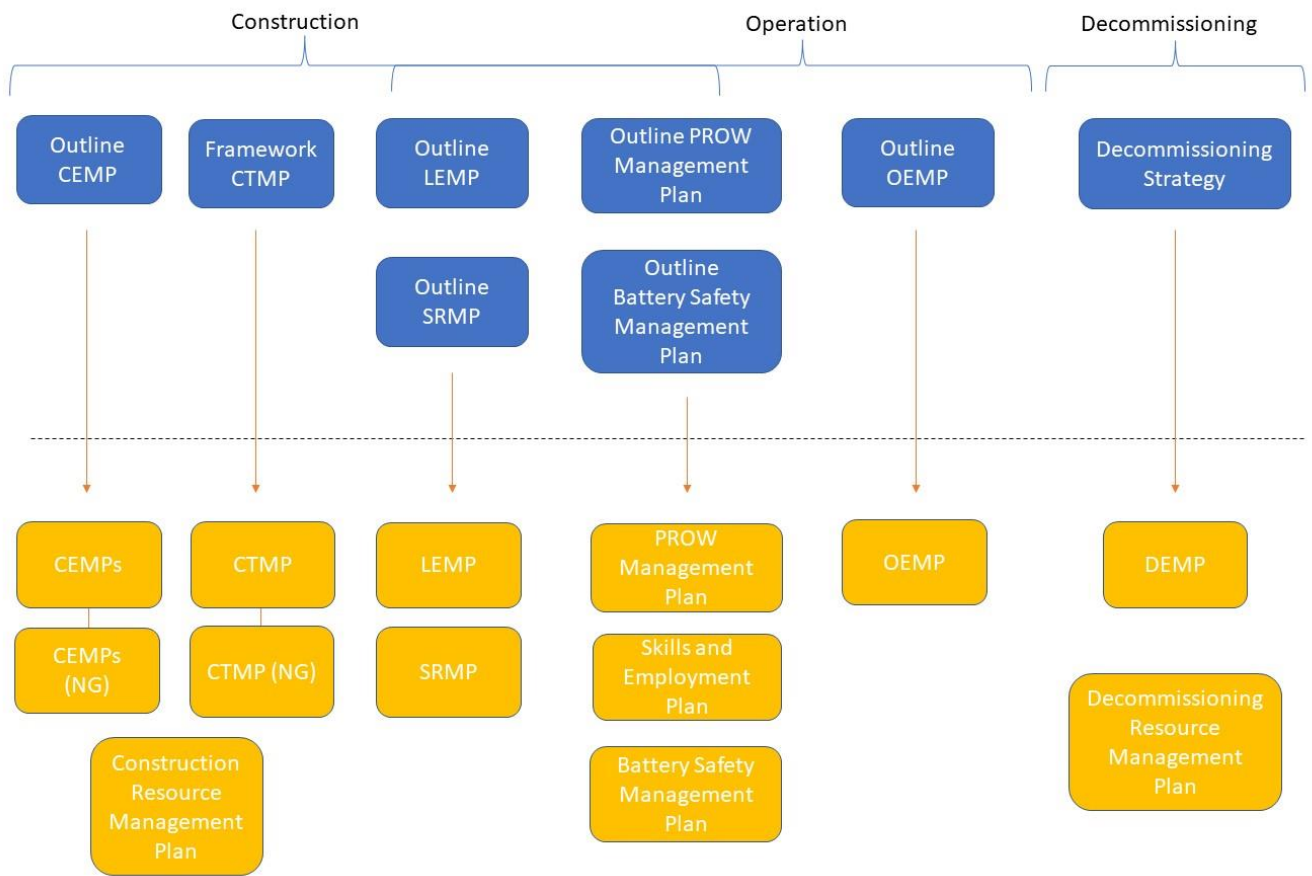 Construction
Operation
Decommissioning
Outline
CEMP
Framework
CTMP
Outline
LEMP
Outline PROW
Management
Plan
Outline
OEMP
Decommissioning
Strategy
Outline
SRMP
Outline
Battery Safety
Management
Plan
CEMPs
CTMP
LEMP
PROW
Management
Plan
OEMP
DEMP
CEMPs
(NG)
CTMP (NG)
SRMP
Skills and
Employment
Plan
Decommissioning
Resource
Management
Plan
Construction
Resource
Management
Plan
Battery Safety
Management
Plan